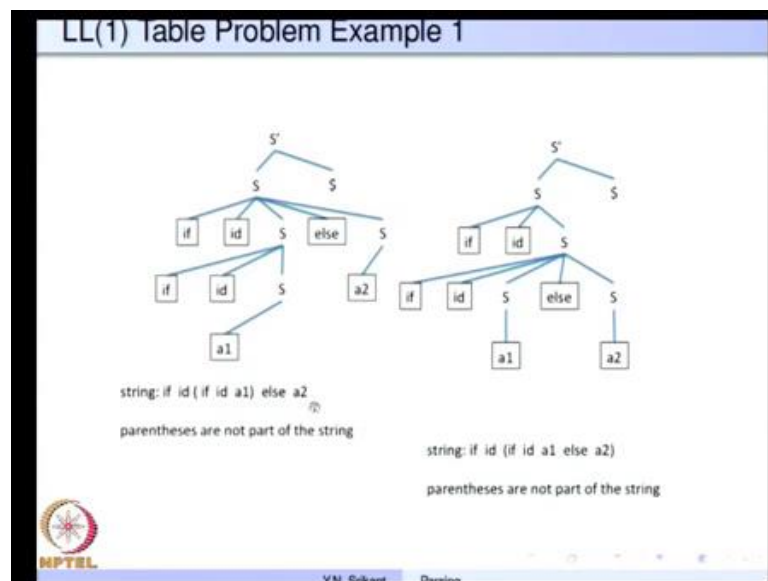 LL(1) Table Problem Example 1
S'
S $
if id S else S
if id S a2
a1
string: if id ( if id a1) else a2
parentheses are not part of the string
S'
S $
if id S
if id S else S
a1 a2
string: if id (if id a1 else a2)
parentheses are not part of the string
NPTEL
Y.N. Srikant Parsing